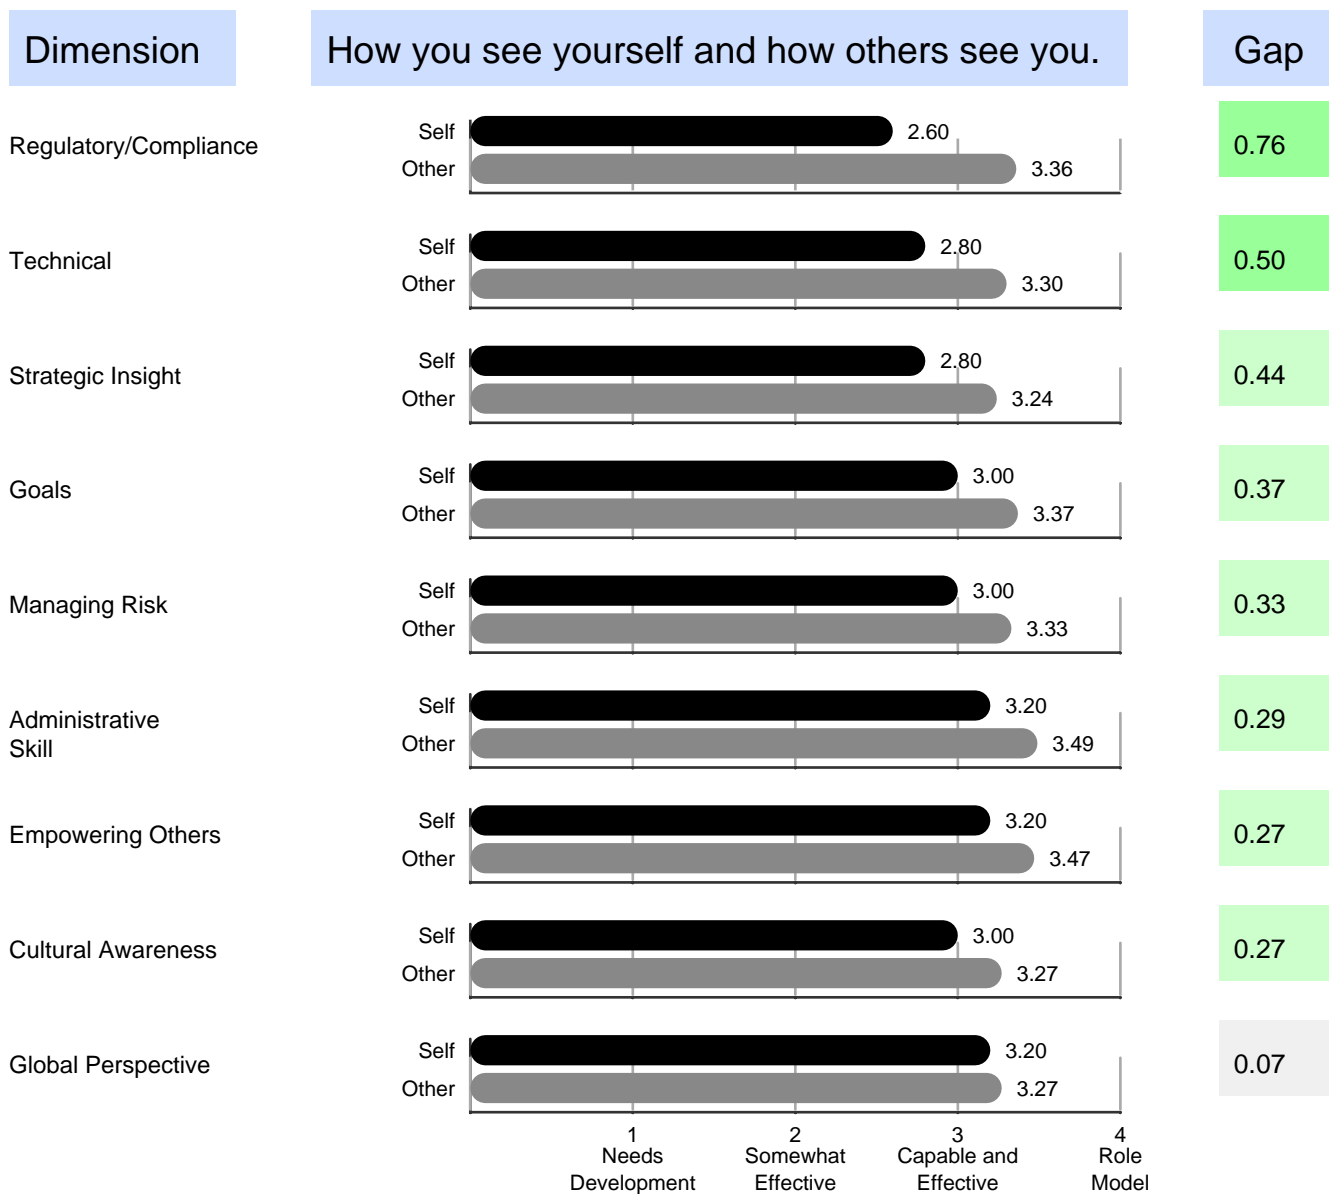 Dimension
How you see yourself and how others see you.
Gap
Regulatory/Compliance
Self
2.60
Other
3.36
0.76
Technical
Self
2.80
Other
3.30
0.50
Strategic Insight
Self
2.80
Other
3.24
0.44
Goals
Self
3.00
Other
3.37
0.37
Managing Risk
Self
3.00
Other
3.33
0.33
Administrative
Skill
Self
3.20
Other
3.49
0.29
Empowering Others
Self
3.20
Other
3.47
0.27
Cultural Awareness
Self
3.00
Other
3.27
0.27
Global Perspective
Self
3.20
Other
3.27
0.07
1
Needs
Development
2
Somewhat
Effective
3
Capable and
Effective
4
Role
Model